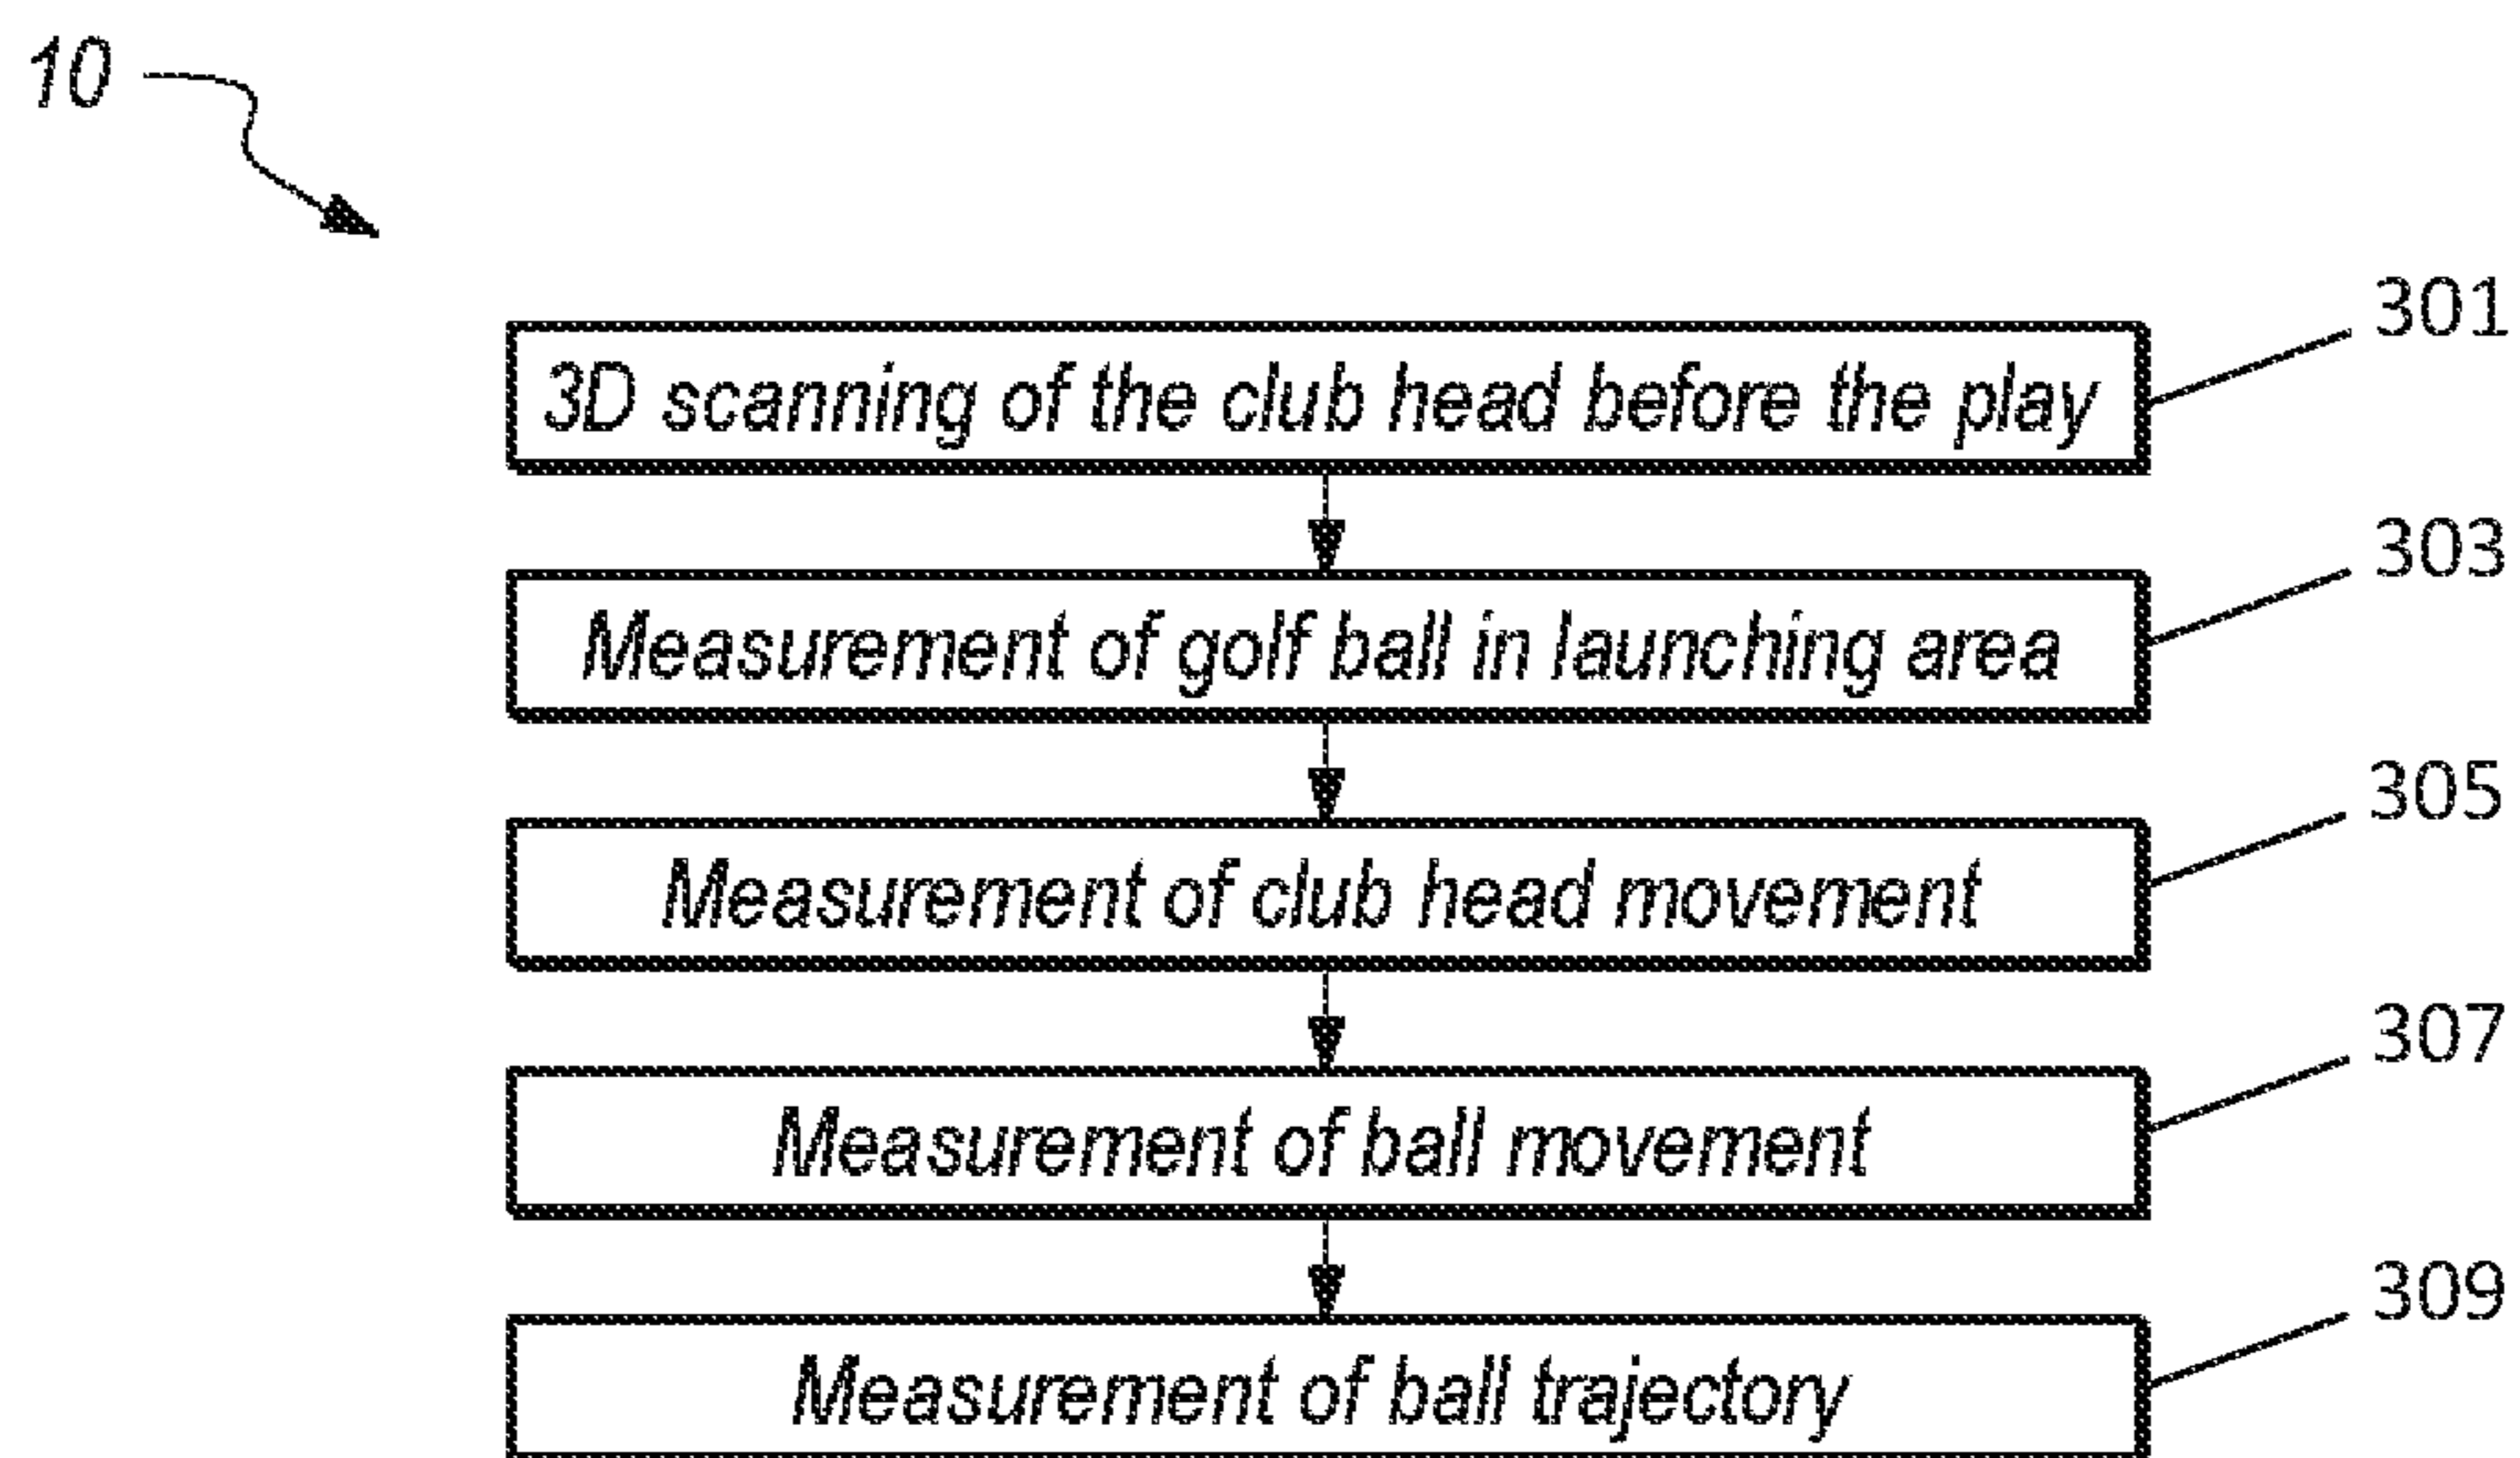 10
301
3D scanning of the club head before the play
303
Measurement of golf ball in launching area
305
Measurement of club head movement
307
Measurement of ball movement
309
Measurement of ball trajectory